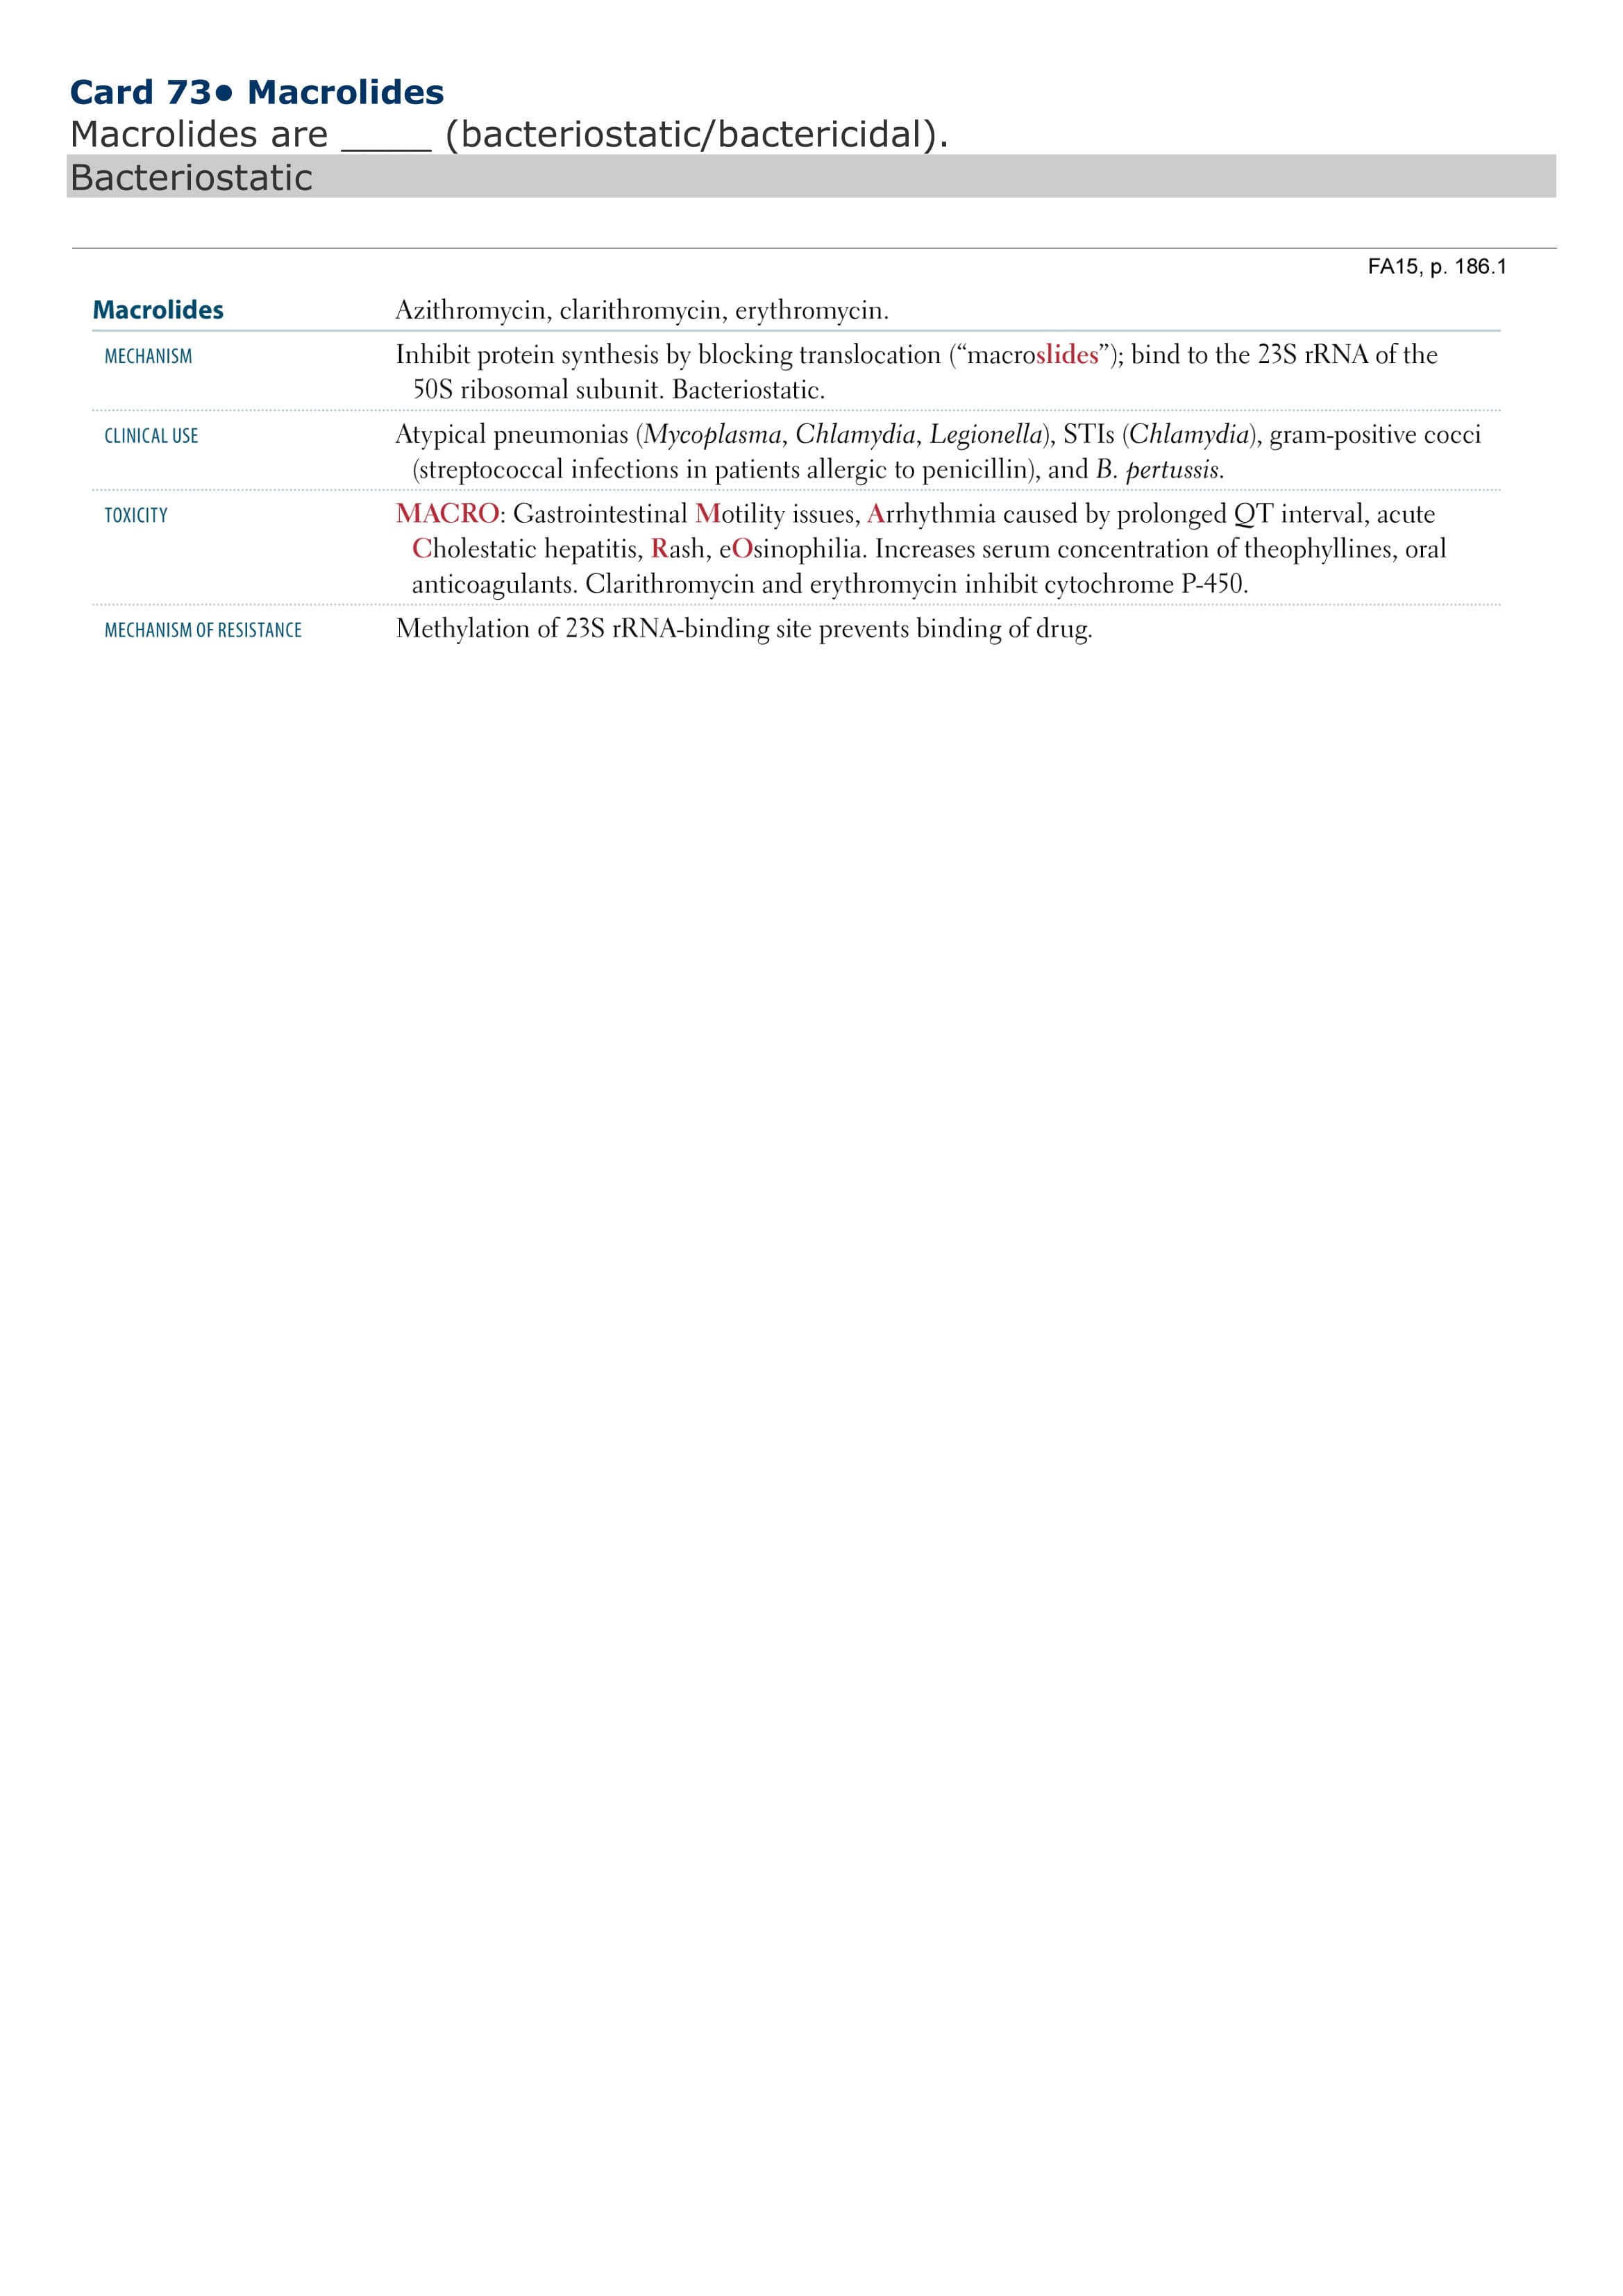 Card 73● Macrolides
Macrolides are _____ (bacteriostatic/bactericidal).
Bacteriostatic
FA15, p. 186.1
Macrolides Azithromycin, clarithromycin, erythromycin.
MECHANISM Inhibit protein synthesis by blocking translocation (“macroslides”); bind to the 23S rRNA of the
50S ribosomal subunit. Bacteriostatic.
CLINICAL USE Atypical pneumonias (Mycoplasma, Chlamydia, Legionella), STIs (Chlamydia), gram-positive cocci
(streptococcal infections in patients allergic to penicillin), and B. pertussis.
TOXICITY MACRO: Gastrointestinal Motility issues, Arrhythmia caused by prolonged QT interval, acute
Cholestatic hepatitis, Rash, eOsinophilia. Increases serum concentration of theophyllines, oral
anticoagulants. Clarithromycin and erythromycin inhibit cytochrome P-450.
MECHANISM OF RESISTANCE Methylation of 23S rRNA-binding site prevents binding of drug.